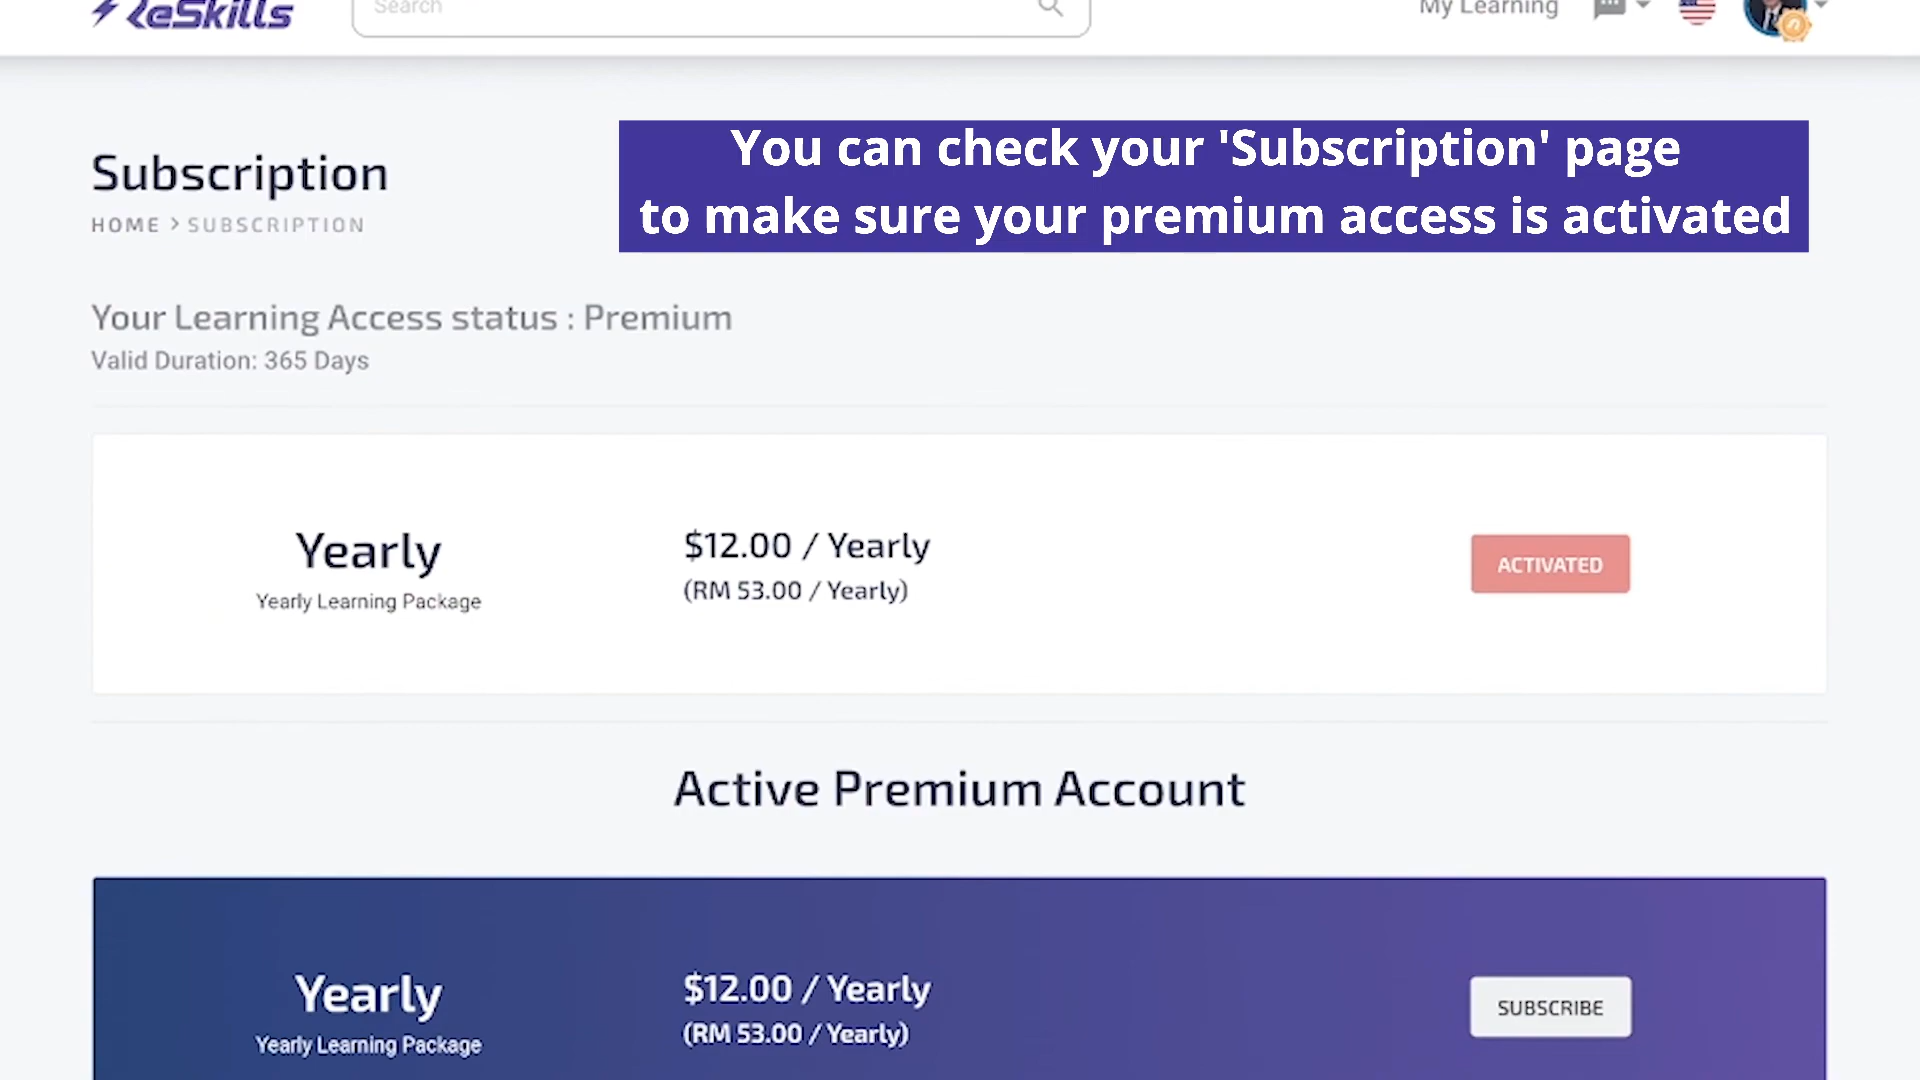 ReSkills
Search
My Learning
You can check your 'Subscription' page
to make sure your premium access is activated
Subscription
HOME > SUBSCRIPTION
Your Learning Access status : Premium
Valid Duration: 365 Days
Yearly
Yearly Learning Package
$12.00 / Yearly
(RM 53.00 / Yearly)
ACTIVATED
Active Premium Account
Yearly
Yearly Learning Package
$12.00 / Yearly
(RM 53.00 / Yearly)
SUBSCRIBE